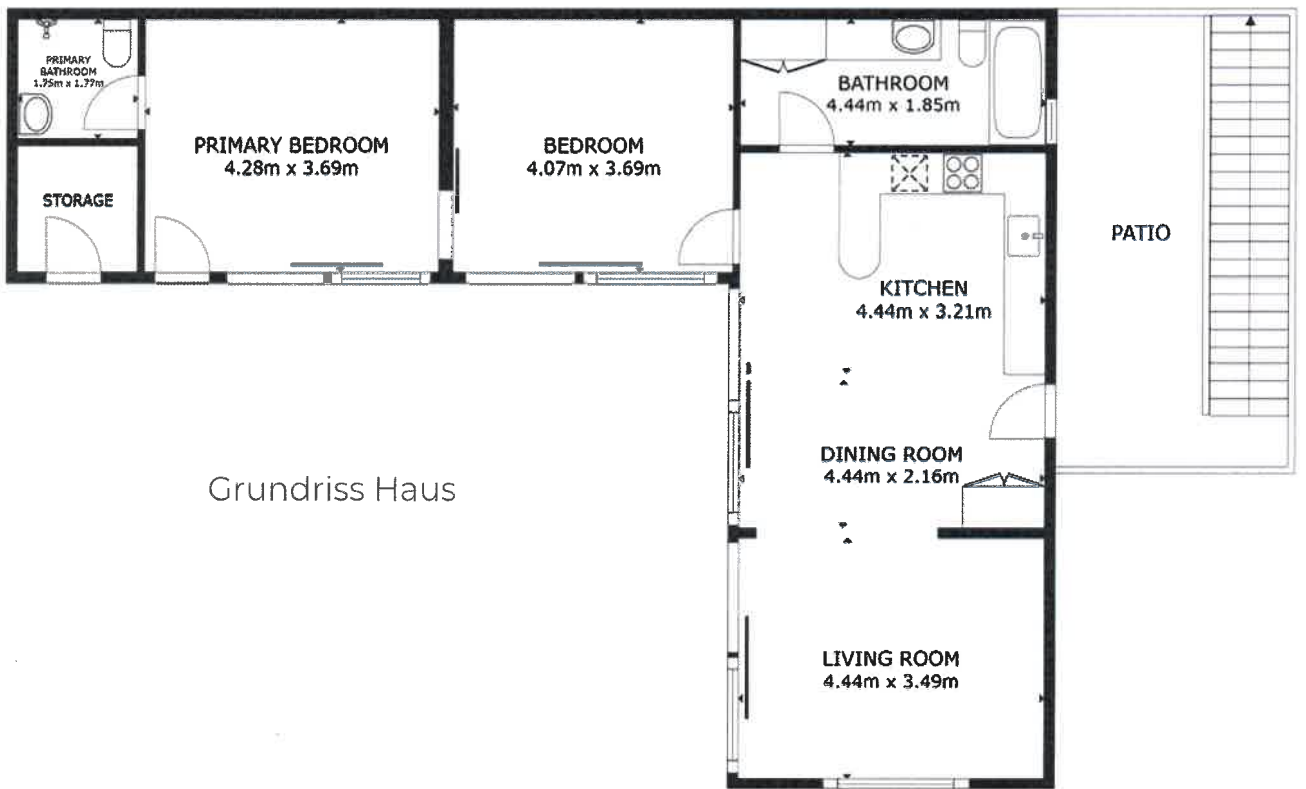 PRIMARY
BATHROOM
1.75m x 1.77m
PRIMARY BEDROOM
4.28m x 3.69m
BEDROOM
4.07m x 3.69m
BATHROOM
4.44m x 1.85m
STORAGE
PATIO
KITCHEN
4.44m x 3.21m
DINING ROOM
4.44m x 2.16m
Grundriss Haus
LIVING ROOM
4.44m x 3.49m